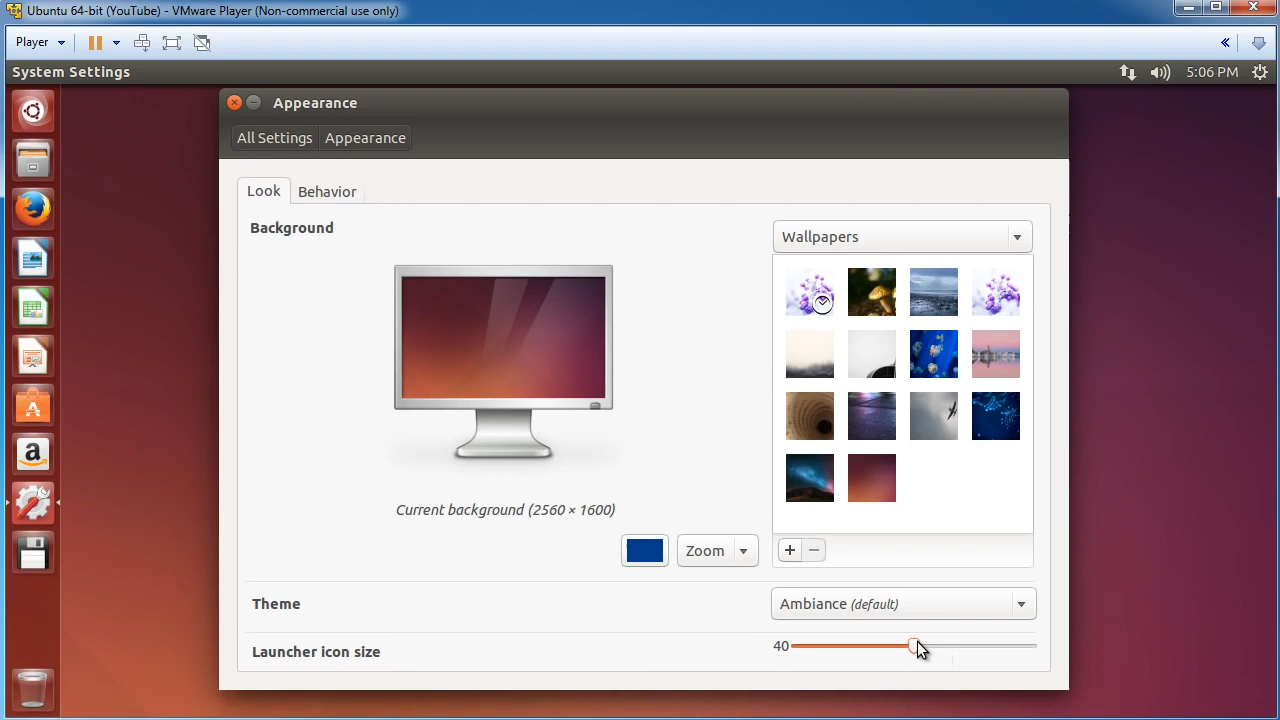 Ubuntu 64-bit (YouTube) - VMware Player (Non-commercial use only)
Player
System Settings
5:06 PM
Appearance
All Settings Appearance
Look Behavior
Background
Wallpapers
Current background (2560 × 1600)
Zoom
Theme
Ambiance (default)
Launcher icon size
40